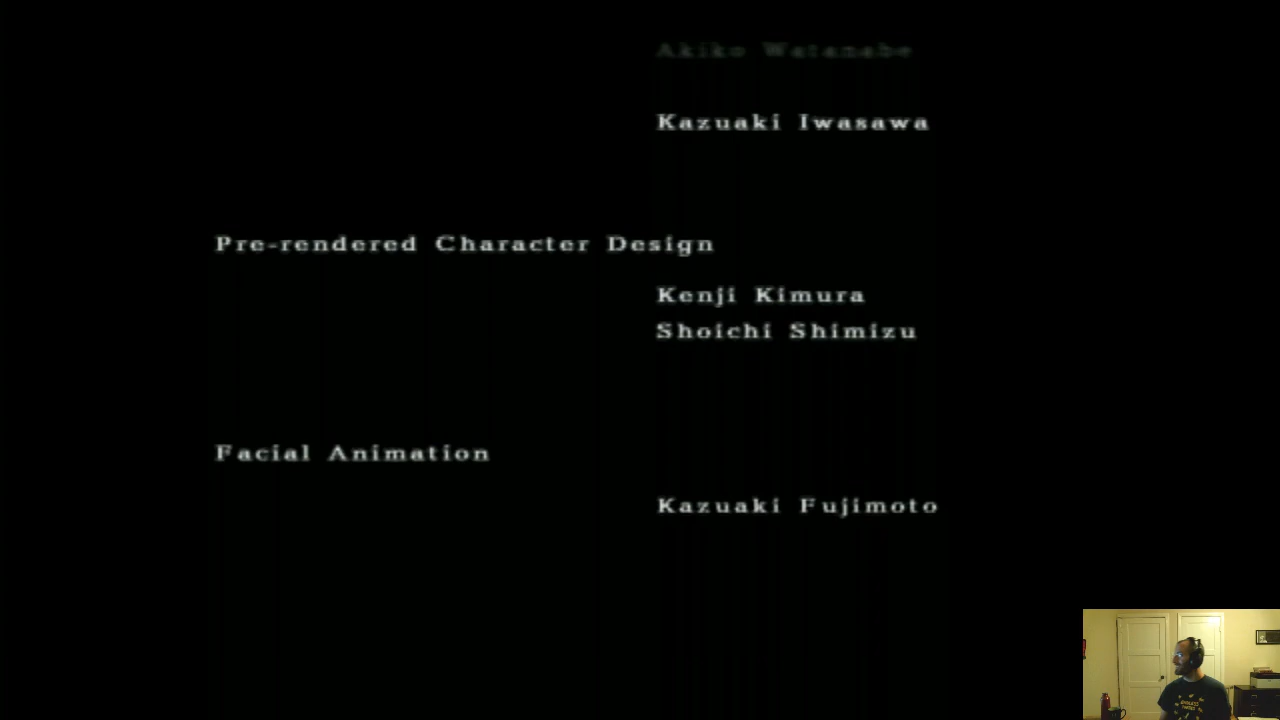 Akiko Watanabe
Kazuaki Iwasawa
Pre-rendered Character Design
Kenji Kimura
Shoichi Shimizu
Facial Animation
Kazuaki Fujimoto